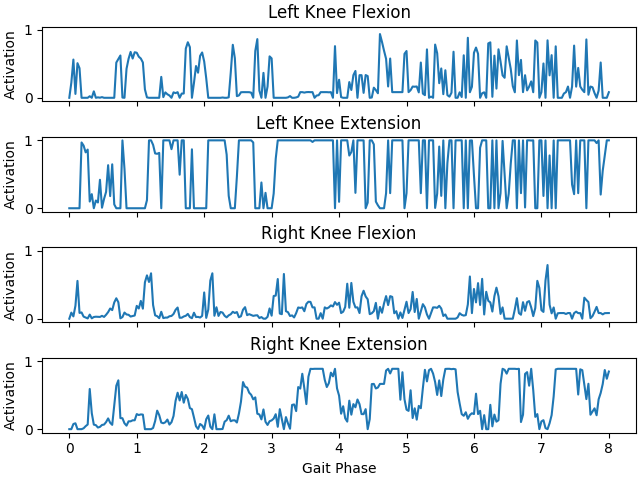 Left Knee Flexion
1
Activation
0
Left Knee Extension
1
Activation
0
Right Knee Flexion
1
Activation
0
Right Knee Extension
1
Activation
0
0 1 2 3 4 5 6 7 8
Gait Phase